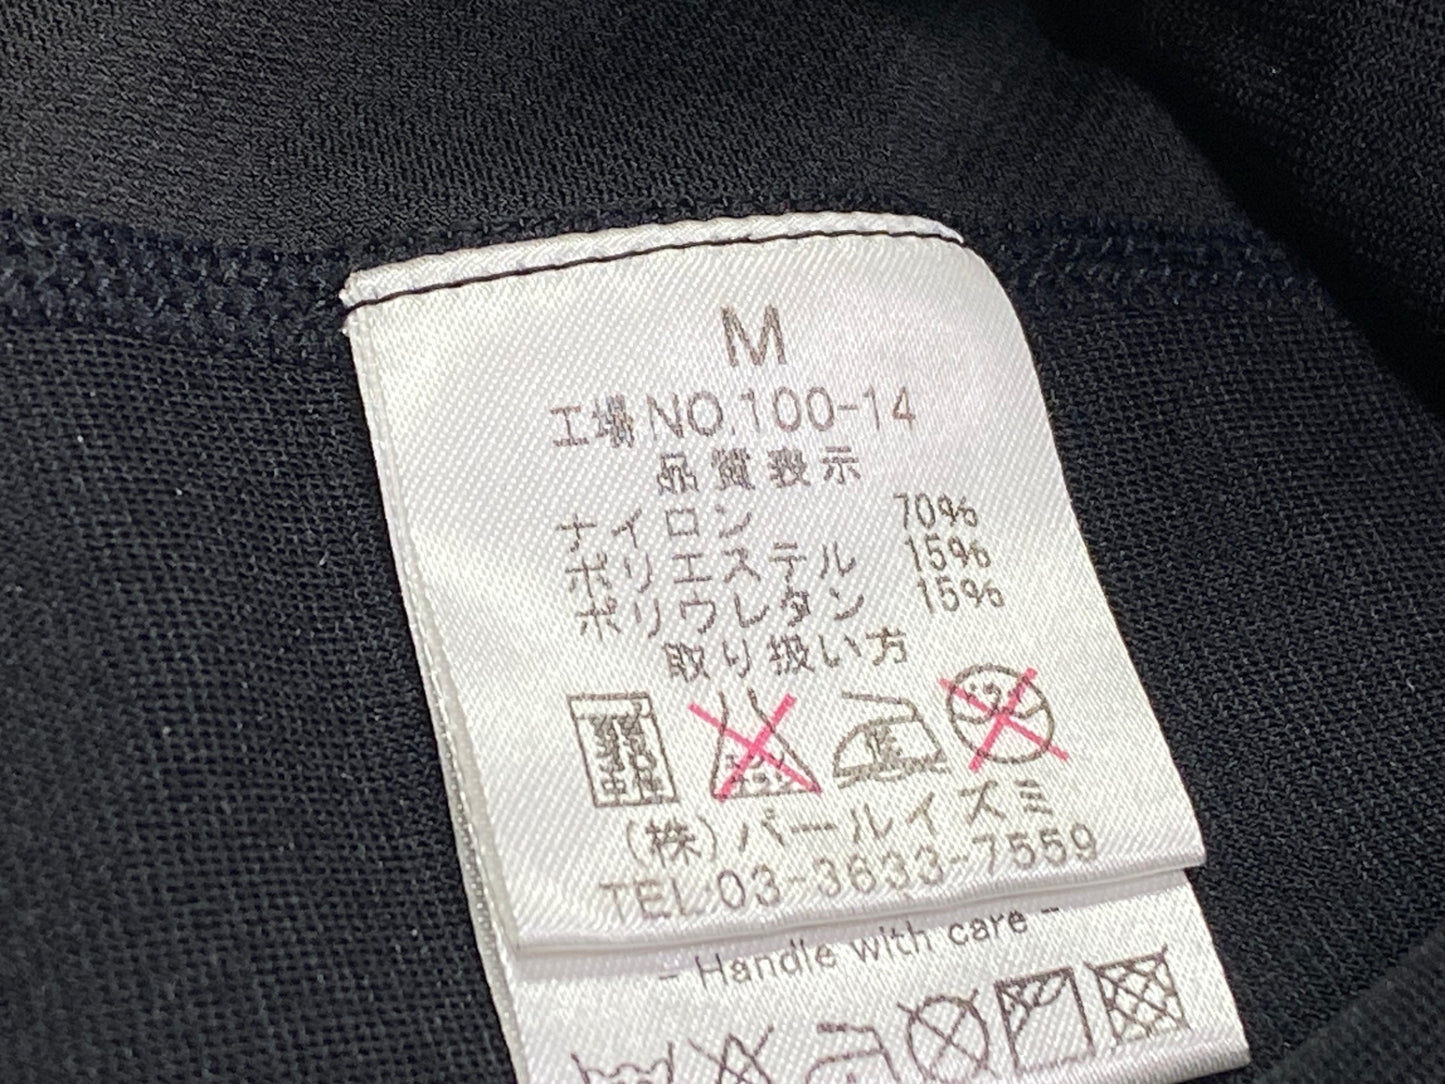 M
工場NO.100-14
品質表示
ナイロン 70%
ポリエステル 15%
ポリウレタン 15%
取り扱い方
低
(株)パールイズミ
TEL:03-3633-7559
- Handle with care -